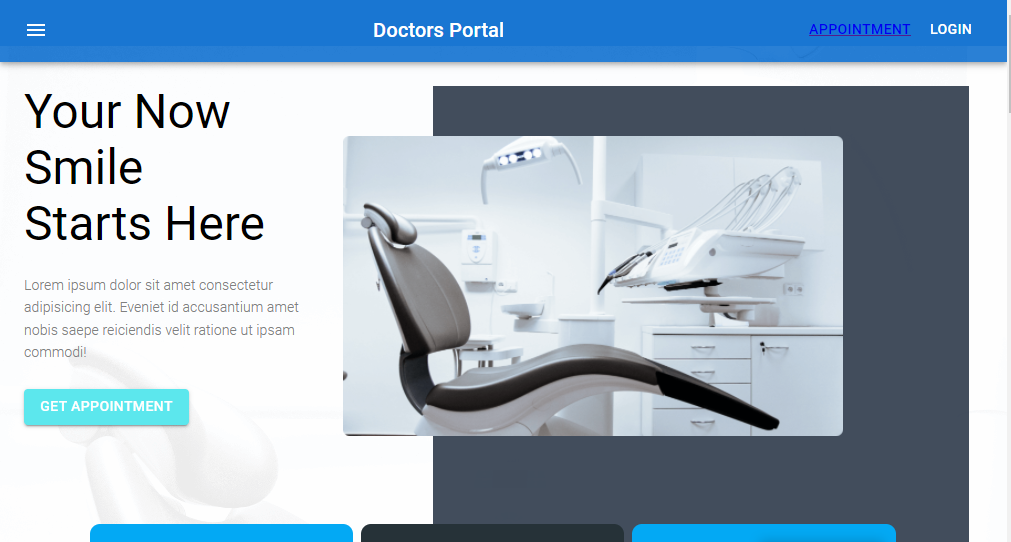 Doctors Portal
APPOINTMENT
LOGIN
Your Now
Smile
Starts Here
Lorem ipsum dolor sit amet consectetur
adipisicing elit. Eveniet id accusantium amet
nobis saepe reiciendis velit ratione ut ipsam
commodi!
GET APPOINTMENT